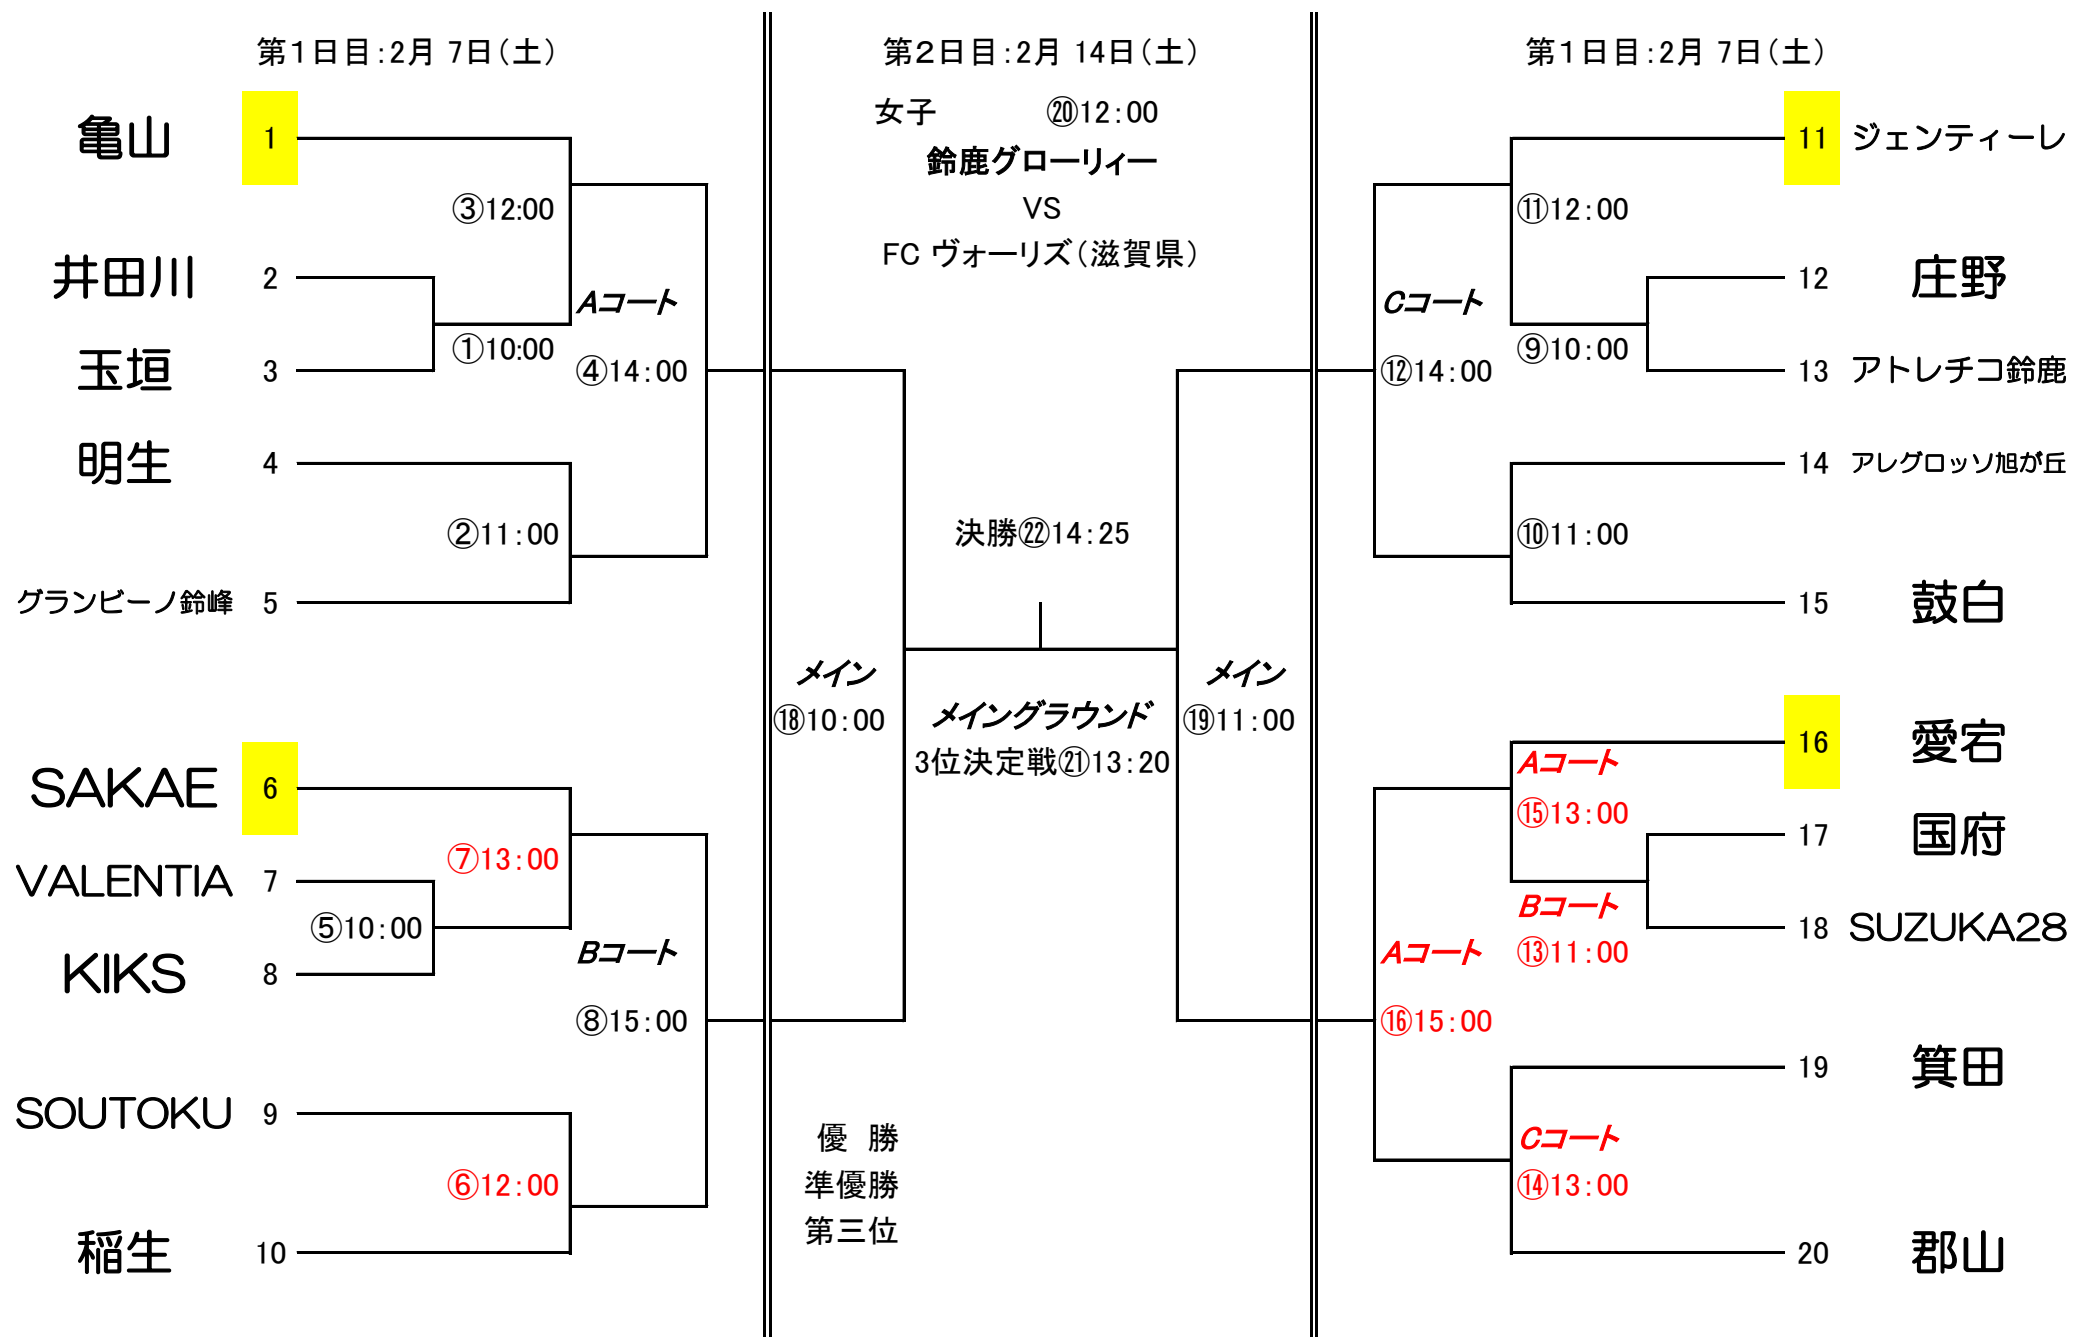 第1日目:2月 7日(土)
亀山 1
③12:00
井田川 2
Aコート
①10:00
玉垣 3
④14:00
明生 4
②11:00
グランビーノ鈴峰 5
SAKAE 6
⑦13:00
VALENTIA 7
⑤10:00
Bコート
KIKS 8
⑧15:00
SOUTOKU 9
⑥12:00
稲生 10
第2日目:2月 14日(土)
女子 ⑳12:00
鈴鹿グローリィー
VS
FC ヴォーリズ(滋賀県)
決勝㉒14:25
メイン
⑱10:00
メイングラウンド
3位決定戦㉑13:20
メイン
⑲11:00
優 勝
準優勝
第三位
第1日目:2月 7日(土)
11 ジェンティーレ
⑪12:00
12 庄野
Cコート
⑨10:00
⑫14:00
13 アトレチコ鈴鹿
14 アレグロッソ旭が丘
⑩11:00
15 鼓白
16 愛宕
Aコート
⑮13:00
17 国府
Bコート
18 SUZUKA28
Aコート
⑬11:00
⑯15:00
19 箕田
Cコート
⑭13:00
20 郡山